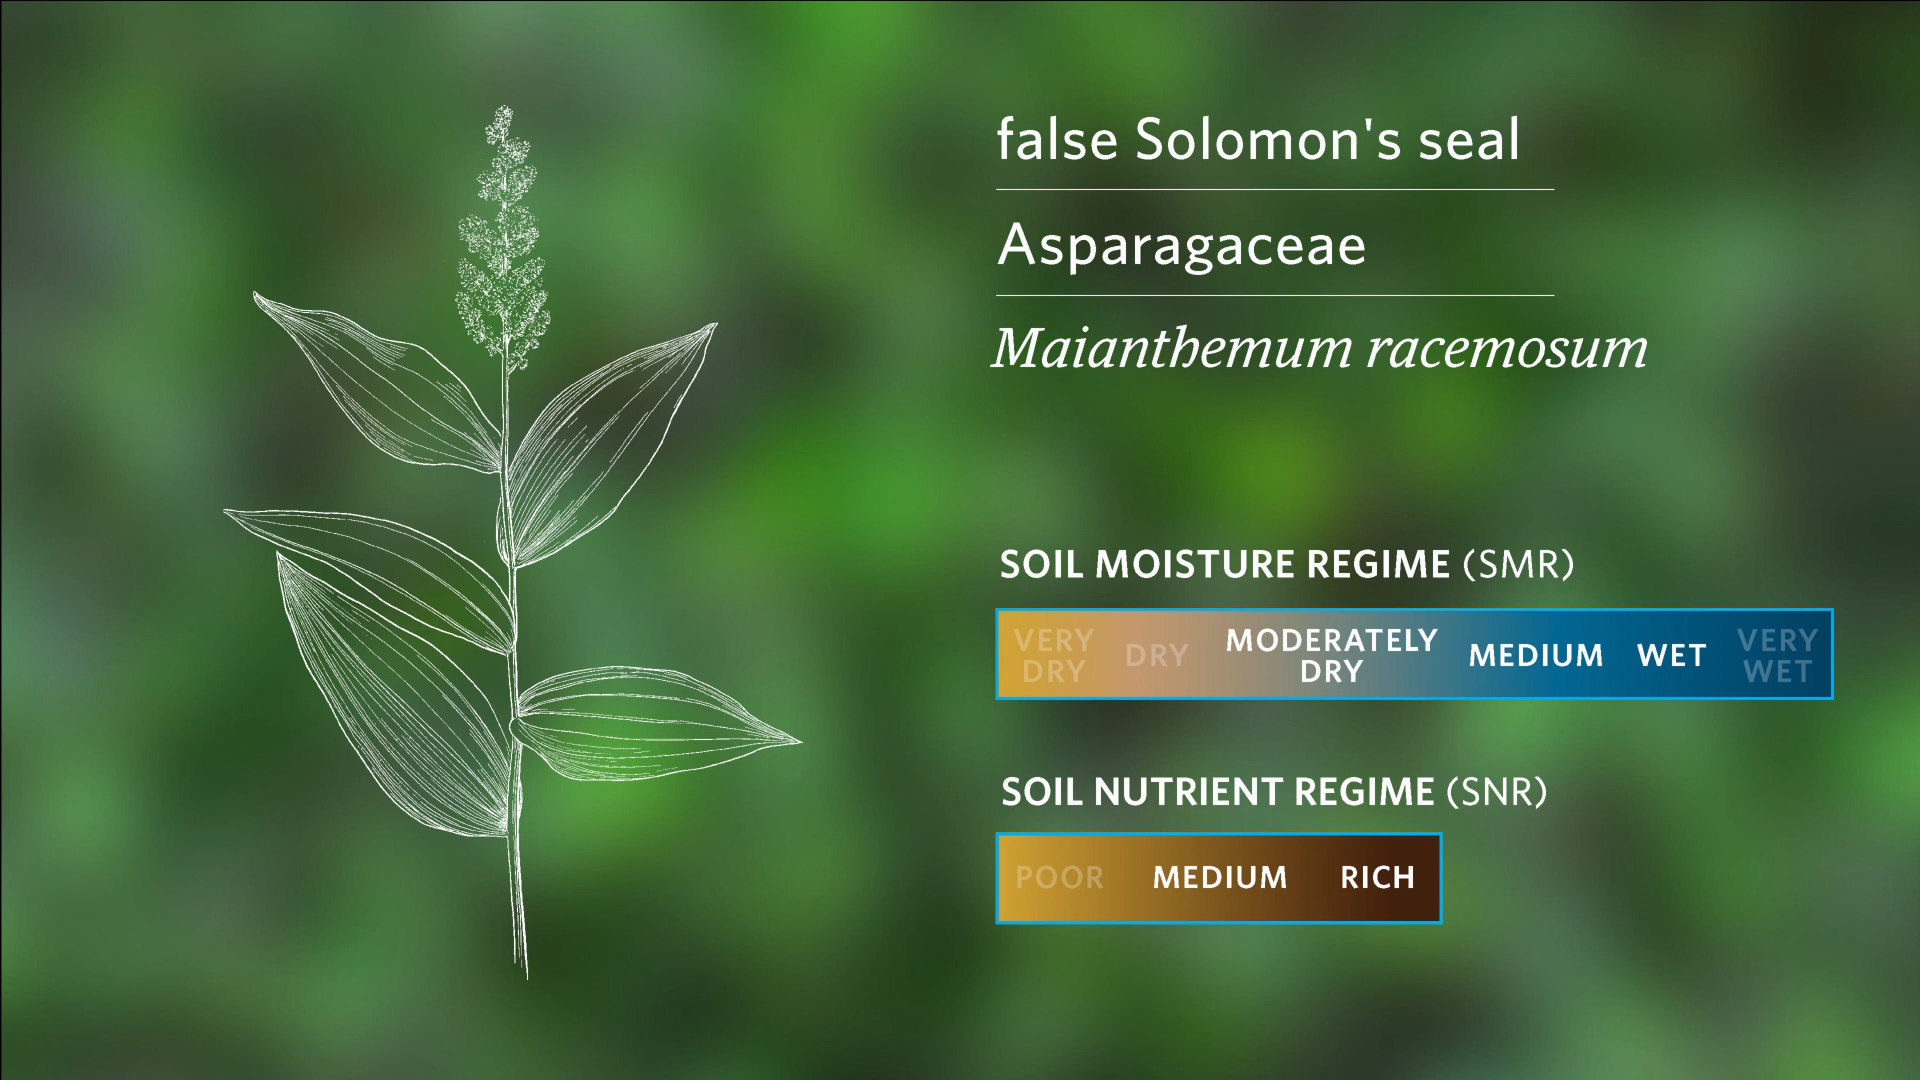 false Solomon's seal
Asparagaceae
Maianthemum racemosum
SOIL MOISTURE REGIME (SMR)
VERY DRY DRY MODERATELY DRY MEDIUM WET VERY WET
SOIL NUTRIENT REGIME (SNR)
POOR MEDIUM RICH